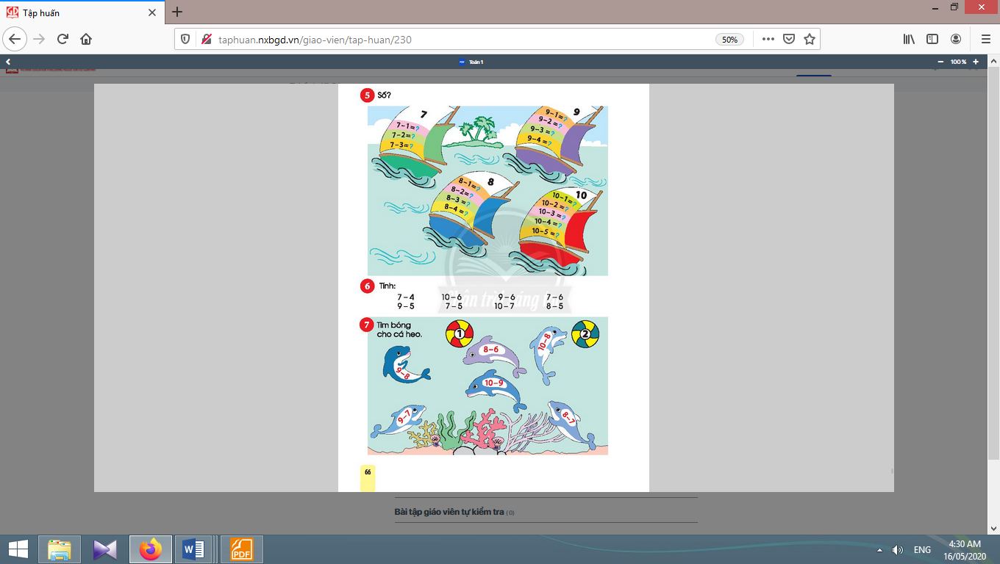 Tập huấn
taphuan.nxbgd.vn/giao-vien/tap-huan/230
50%
Toán 1
100 %
5 Số?
7
7-1=?
7-2=?
7-3=?
9
9-1=?
9-2=?
9-3=?
9-4=?
8
8-1=?
8-2=?
8-3=?
8-4=?
10
10-1=?
10-2=?
10-3=?
10-4=?
10-5=?
6 Tính:
7-4 10-6 9-6 7-6
9-5 7-5 10-7 8-5
7 Tìm bóng
cho cá heo.
1
2
8-6
10-8
9-8
10-9
9-7
8-7
66
Bài tập giáo viên tự kiểm tra (0)
PDF
ENG
4:30 AM
16/05/2020